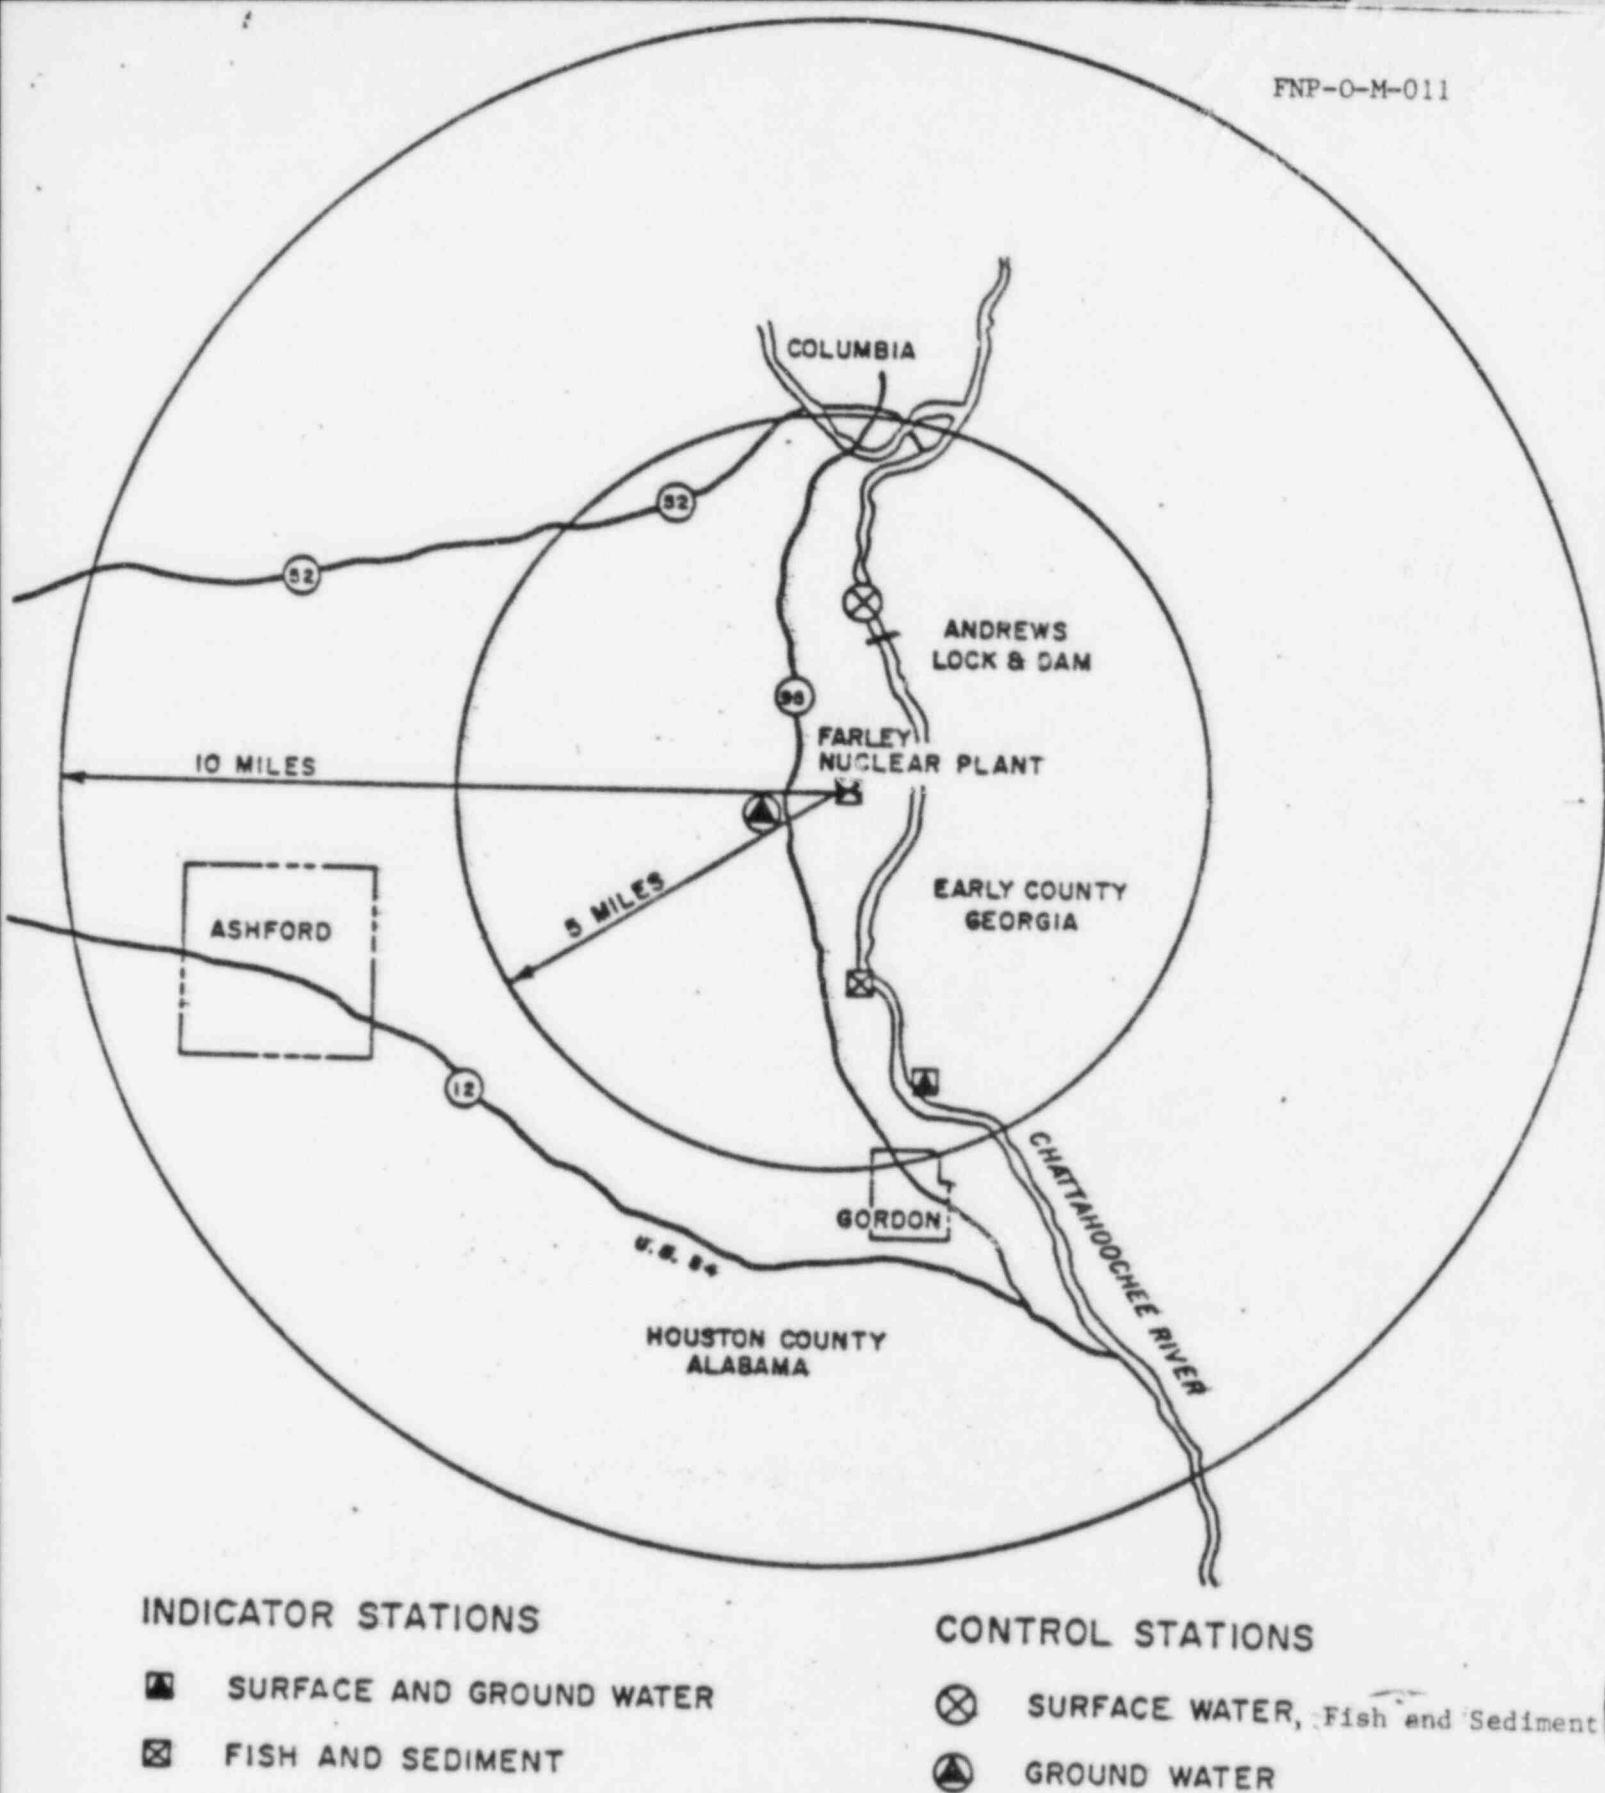 FNP-0-M-011
COLUMBIA
52
52
ANDREWS
LOCK & DAM
FARLEY
NUCLEAR PLANT
10 MILES
5 MILES
EARLY COUNTY
GEORGIA
ASHFORD
12
GORDON
CHATTAHOOCHEE RIVER
HOUSTON COUNTY
ALABAMA
INDICATOR STATIONS
SURFACE AND GROUND WATER
FISH AND SEDIMENT
CONTROL STATIONS
SURFACE WATER, Fish and Sediment
GROUND WATER